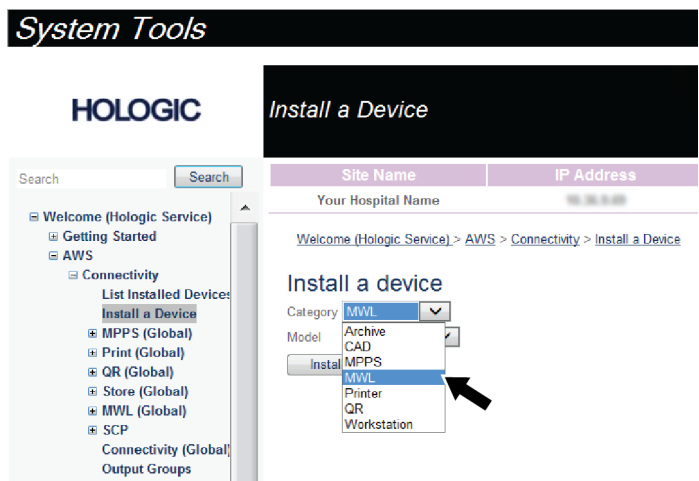 System Tools
HOLOGIC
Install a Device
Search
Search
Site Name
IP Address
Your Hospital Name
Welcome (Hologic Service)
Getting Started
AWS
Connectivity
List Installed Devices
Install a Device
MPPS (Global)
Print (Global)
QR (Global)
Store (Global)
MWL (Global)
SCP
Connectivity (Global)
Output Groups
Welcome (Hologic Service) > AWS > Connectivity > Install a Device
Install a device
Category MWL
Model
Instal
Archive
CAD
MPPS
MWL
Printer
QR
Workstation